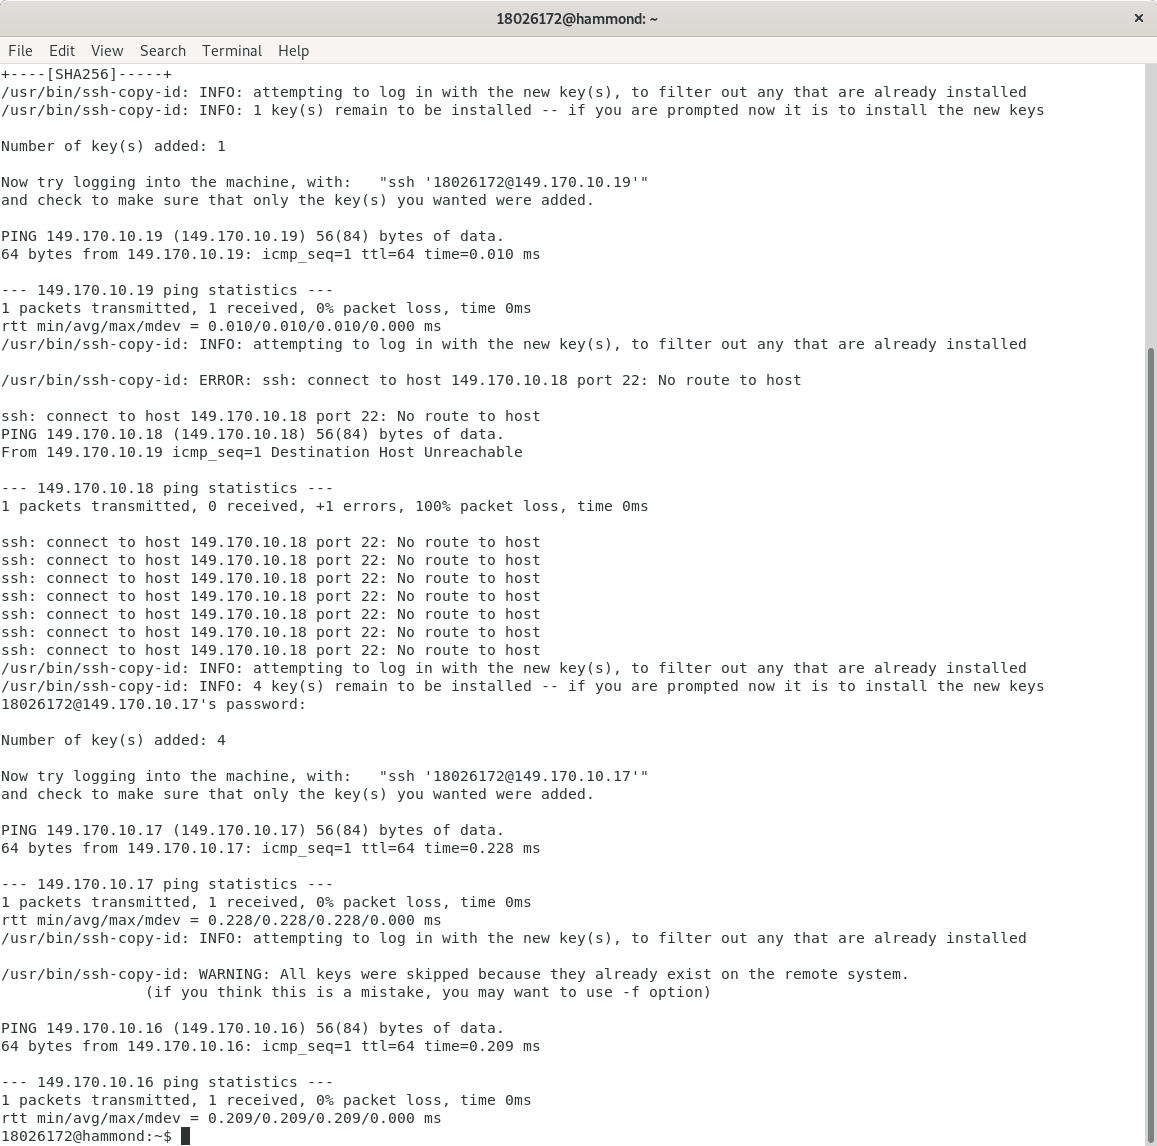 18026172@hammond: ~
×
File Edit View Search Terminal Help
+----[SHA256]-----+
/usr/bin/ssh-copy-id: INFO: attempting to log in with the new key(s), to filter out any that are already installed
/usr/bin/ssh-copy-id: INFO: 1 key(s) remain to be installed -- if you are prompted now it is to install the new keys

Number of key(s) added: 1

Now try logging into the machine, with:   "ssh '18026172@149.170.10.19'"
and check to make sure that only the key(s) you wanted were added.

PING 149.170.10.19 (149.170.10.19) 56(84) bytes of data.
64 bytes from 149.170.10.19: icmp_seq=1 ttl=64 time=0.010 ms

--- 149.170.10.19 ping statistics ---
1 packets transmitted, 1 received, 0% packet loss, time 0ms
rtt min/avg/max/mdev = 0.010/0.010/0.010/0.000 ms
/usr/bin/ssh-copy-id: INFO: attempting to log in with the new key(s), to filter out any that are already installed

/usr/bin/ssh-copy-id: ERROR: ssh: connect to host 149.170.10.18 port 22: No route to host

ssh: connect to host 149.170.10.18 port 22: No route to host
PING 149.170.10.18 (149.170.10.18) 56(84) bytes of data.
From 149.170.10.19 icmp_seq=1 Destination Host Unreachable

--- 149.170.10.18 ping statistics ---
1 packets transmitted, 0 received, +1 errors, 100% packet loss, time 0ms

ssh: connect to host 149.170.10.18 port 22: No route to host
ssh: connect to host 149.170.10.18 port 22: No route to host
ssh: connect to host 149.170.10.18 port 22: No route to host
ssh: connect to host 149.170.10.18 port 22: No route to host
ssh: connect to host 149.170.10.18 port 22: No route to host
ssh: connect to host 149.170.10.18 port 22: No route to host
ssh: connect to host 149.170.10.18 port 22: No route to host
/usr/bin/ssh-copy-id: INFO: attempting to log in with the new key(s), to filter out any that are already installed
/usr/bin/ssh-copy-id: INFO: 4 key(s) remain to be installed -- if you are prompted now it is to install the new keys
18026172@149.170.10.17's password:

Number of key(s) added: 4

Now try logging into the machine, with:   "ssh '18026172@149.170.10.17'"
and check to make sure that only the key(s) you wanted were added.

PING 149.170.10.17 (149.170.10.17) 56(84) bytes of data.
64 bytes from 149.170.10.17: icmp_seq=1 ttl=64 time=0.228 ms

--- 149.170.10.17 ping statistics ---
1 packets transmitted, 1 received, 0% packet loss, time 0ms
rtt min/avg/max/mdev = 0.228/0.228/0.228/0.000 ms
/usr/bin/ssh-copy-id: INFO: attempting to log in with the new key(s), to filter out any that are already installed

/usr/bin/ssh-copy-id: WARNING: All keys were skipped because they already exist on the remote system.
                (if you think this is a mistake, you may want to use -f option)

PING 149.170.10.16 (149.170.10.16) 56(84) bytes of data.
64 bytes from 149.170.10.16: icmp_seq=1 ttl=64 time=0.209 ms

--- 149.170.10.16 ping statistics ---
1 packets transmitted, 1 received, 0% packet loss, time 0ms
rtt min/avg/max/mdev = 0.209/0.209/0.209/0.000 ms
18026172@hammond:~$